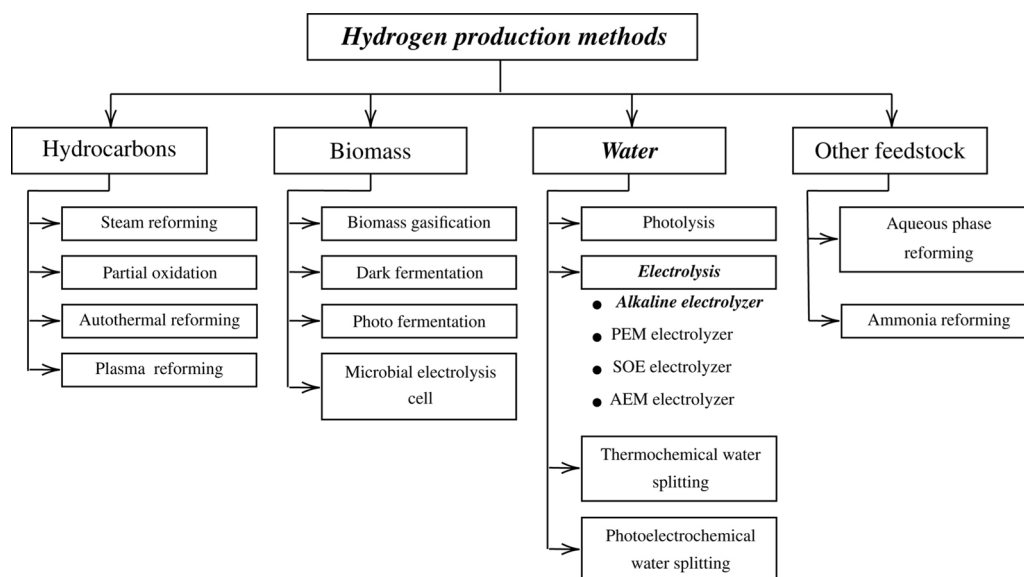 Hydrogen production methods
Hydrocarbons
Steam reforming
Partial oxidation
Autothermal reforming
Plasma reforming
Biomass
Biomass gasification
Dark fermentation
Photo fermentation
Microbial electrolysis
cell
Water
Photolysis
Electrolysis
Alkaline electrolyzer
PEM electrolyzer
SOE electrolyzer
AEM electrolyzer
Thermochemical water
splitting
Photoelectrochemical
water splitting
Other feedstock
Aqueous phase
reforming
Ammonia reforming